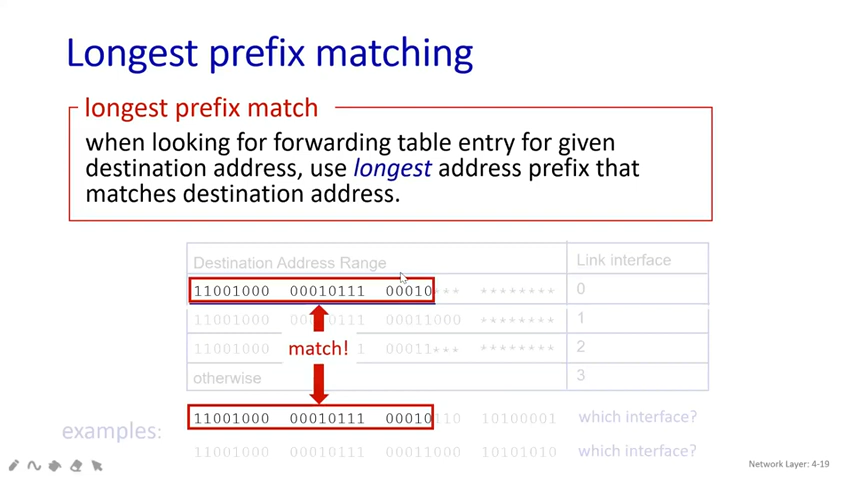 Longest prefix matching
longest prefix match
when looking for forwarding table entry for given
destination address, use longest address prefix that
matches destination address.
Destination Address Range Link interface
11001000 00010111 00010*** ******** 0
11001000 00010111 00011000 ******** 1
11001000 1 00011*** ******** 2
match!
otherwise 3
11001000 00010111 00010110 10100001 which interface?
examples:
11001000 00010111 00011000 10101010 which interface?
Network Layer: 4-19